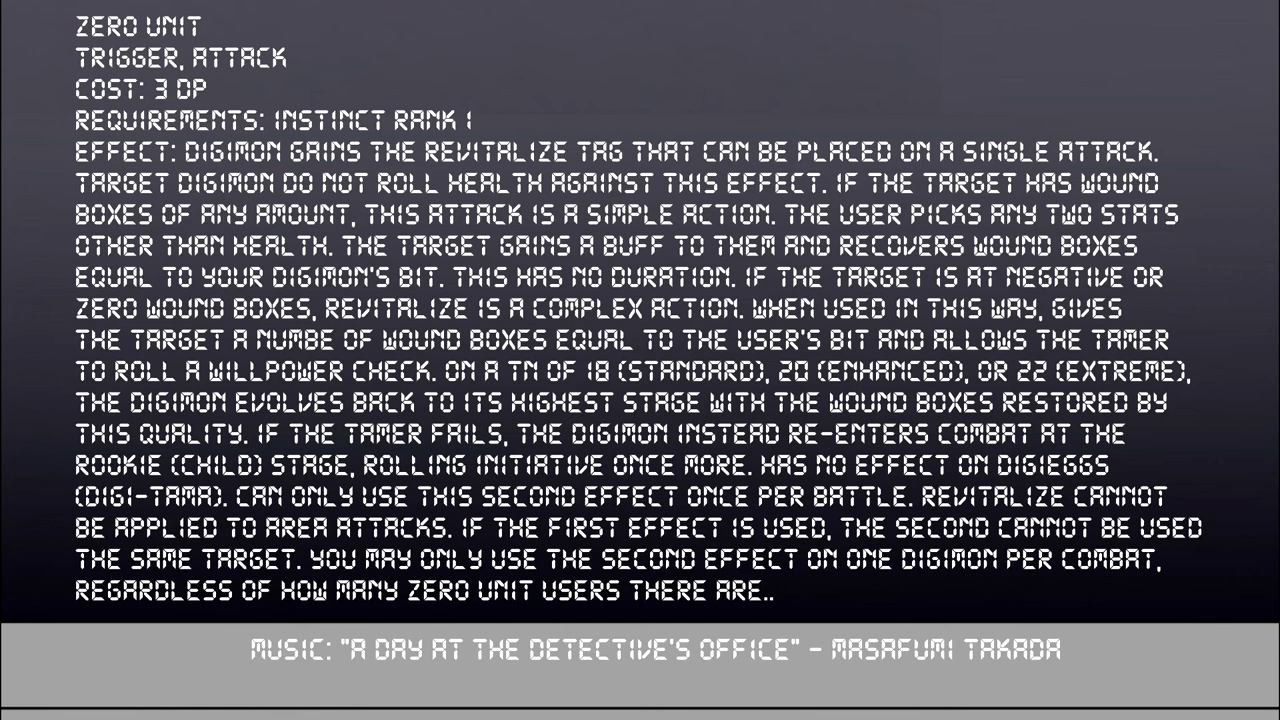 ZERO UNIT
TRIGGER, ATTACK
COST: 3 DP
REQUIREMENTS: INSTINCT RANK 1
EFFECT: DIGIMON GAINS THE REVITALIZE TAG THAT CAN BE PLACED ON A SINGLE ATTACK.
TARGET DIGIMON DO NOT ROLL HEALTH AGAINST THIS EFFECT. IF THE TARGET HAS WOUND
BOXES OF ANY AMOUNT, THIS ATTACK IS A SIMPLE ACTION. THE USER PICKS ANY TWO STATS
OTHER THAN HEALTH. THE TARGET GAINS A BUFF TO THEM AND RECOVERS WOUND BOXES
EQUAL TO YOUR DIGIMON'S BIT. THIS HAS NO DURATION. IF THE TARGET IS AT NEGATIVE OR
ZERO WOUND BOXES, REVITALIZE IS A COMPLEX ACTION. WHEN USED IN THIS WAY, GIVES
THE TARGET A NUMBE OF WOUND BOXES EQUAL TO THE USER'S BIT AND ALLOWS THE TAMER
TO ROLL A WILLPOWER CHECK. ON A TN OF 18 (STANDARD), 20 (ENHANCED), OR 22 (EXTREME),
THE DIGIMON EVOLVES BACK TO ITS HIGHEST STAGE WITH THE WOUND BOXES RESTORED BY
THIS QUALITY. IF THE TAMER FAILS, THE DIGIMON INSTEAD RE-ENTERS COMBAT AT THE
ROOKIE (CHILD) STAGE, ROLLING INITIATIVE ONCE MORE. HAS NO EFFECT ON DIGIEGGS
(DIGI-TAMA). CAN ONLY USE THIS SECOND EFFECT ONCE PER BATTLE. REVITALIZE CANNOT
BE APPLIED TO AREA ATTACKS. IF THE FIRST EFFECT IS USED, THE SECOND CANNOT BE USED
THE SAME TARGET. YOU MAY ONLY USE THE SECOND EFFECT ON ONE DIGIMON PER COMBAT,
REGARDLESS OF HOW MANY ZERO UNIT USERS THERE ARE..
MUSIC: "A DAY AT THE DETECTIVE'S OFFICE" - MASAFUMI TAKADA